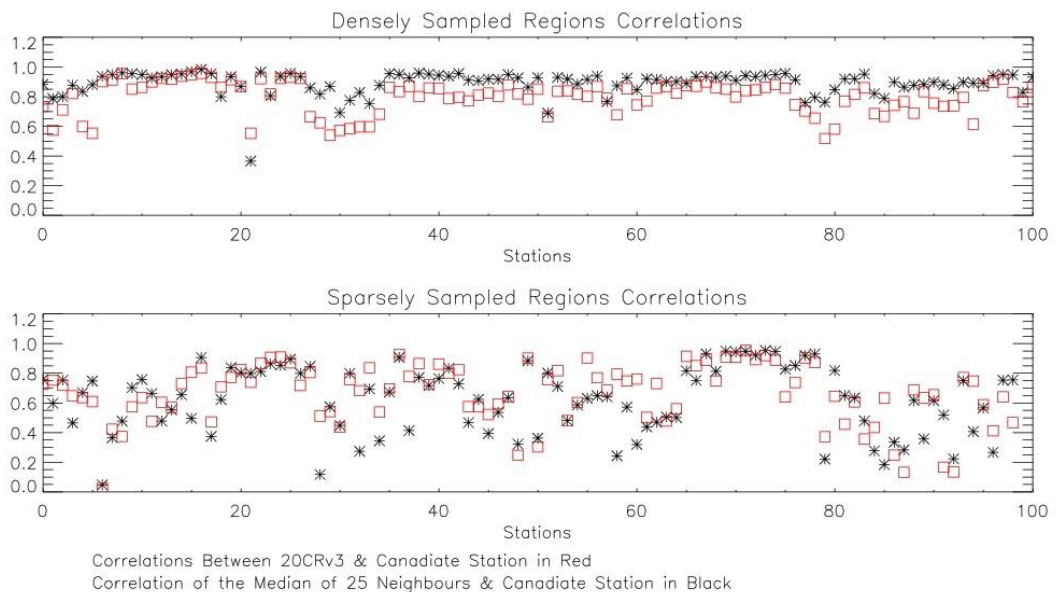 Densely Sampled Regions Correlations
1.2
1.0
0.8
0.6
0.4
0.2
0.0
0 20 40 60 80 100
Stations
Sparsely Sampled Regions Correlations
1.2
1.0
0.8
0.6
0.4
0.2
0.0
0 20 40 60 80 100
Stations
Correlations Between 20CRv3 & Canadiate Station in Red
Correlation of the Median of 25 Neighbours & Canadiate Station in Black